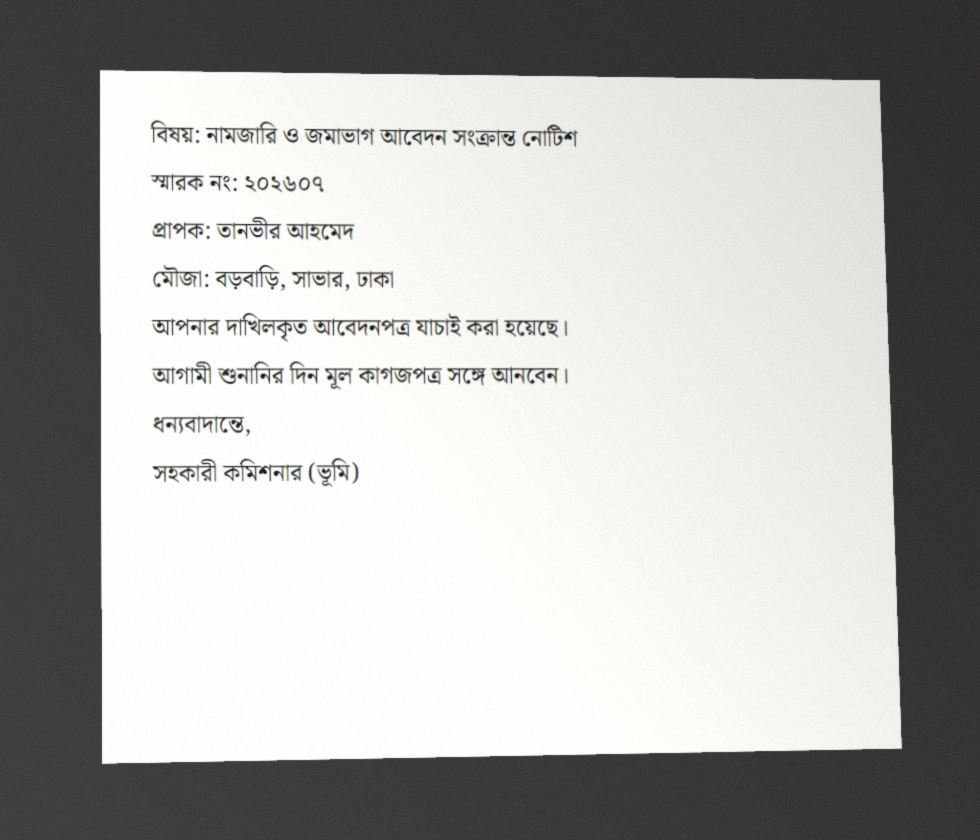 বিষয়: নামজারি ও জমাভাগ আবেদন সংক্রান্ত নোটিশ
স্মারক নং: ২০২৬০৭
প্রাপক: তানভীর আহমেদ
মৌজা: বড়বাড়ি, সাভার, ঢাকা
আপনার দাখিলকৃত আবেদনপত্র যাচাই করা হয়েছে।
আগামী শুনানির দিন মূল কাগজপত্র সঙ্গে আনবেন।
ধন্যবাদান্তে,
সহকারী কমিশনার (ভূমি)